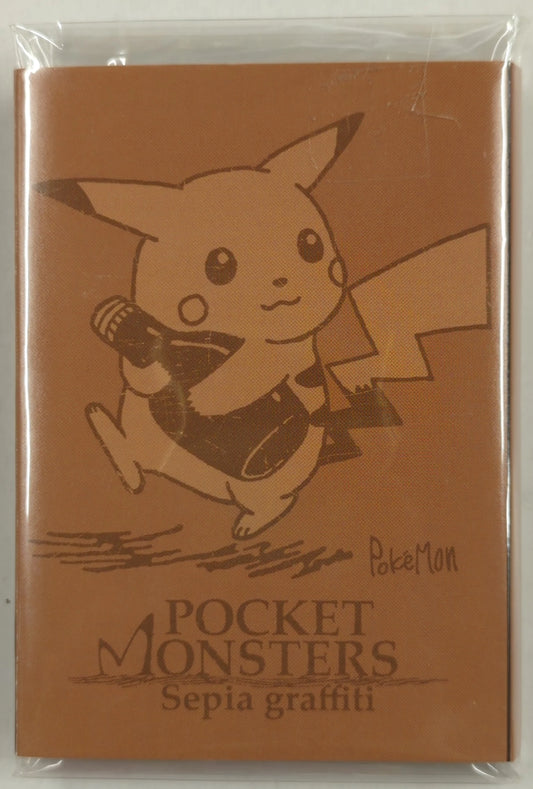 PokéMon
POCKET
MONSTERS
Sepia graffiti